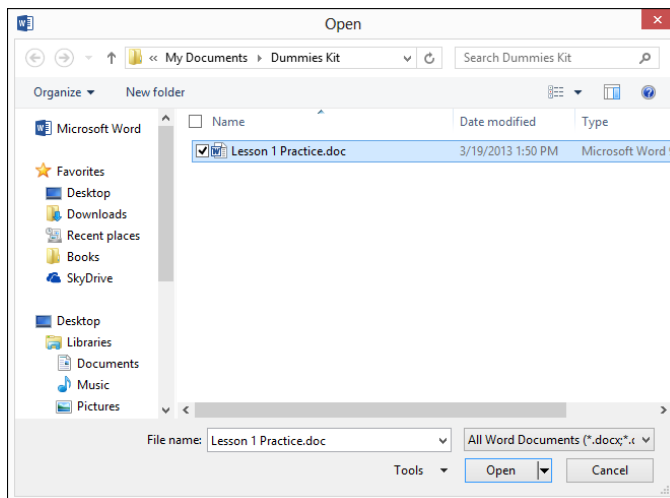 Open
« My Documents Dummies Kit
Search Dummies Kit
Organize
New folder
Name
Date modified
Type
Lesson 1 Practice.doc
3/19/2013 1:50 PM
Microsoft Word
Microsoft Word
Favorites
Desktop
Downloads
Recent places
Books
SkyDrive
Desktop
Libraries
Documents
Music
Pictures
File name:
Lesson 1 Practice.doc
All Word Documents (*.docx;*.
Tools
Open
Cancel